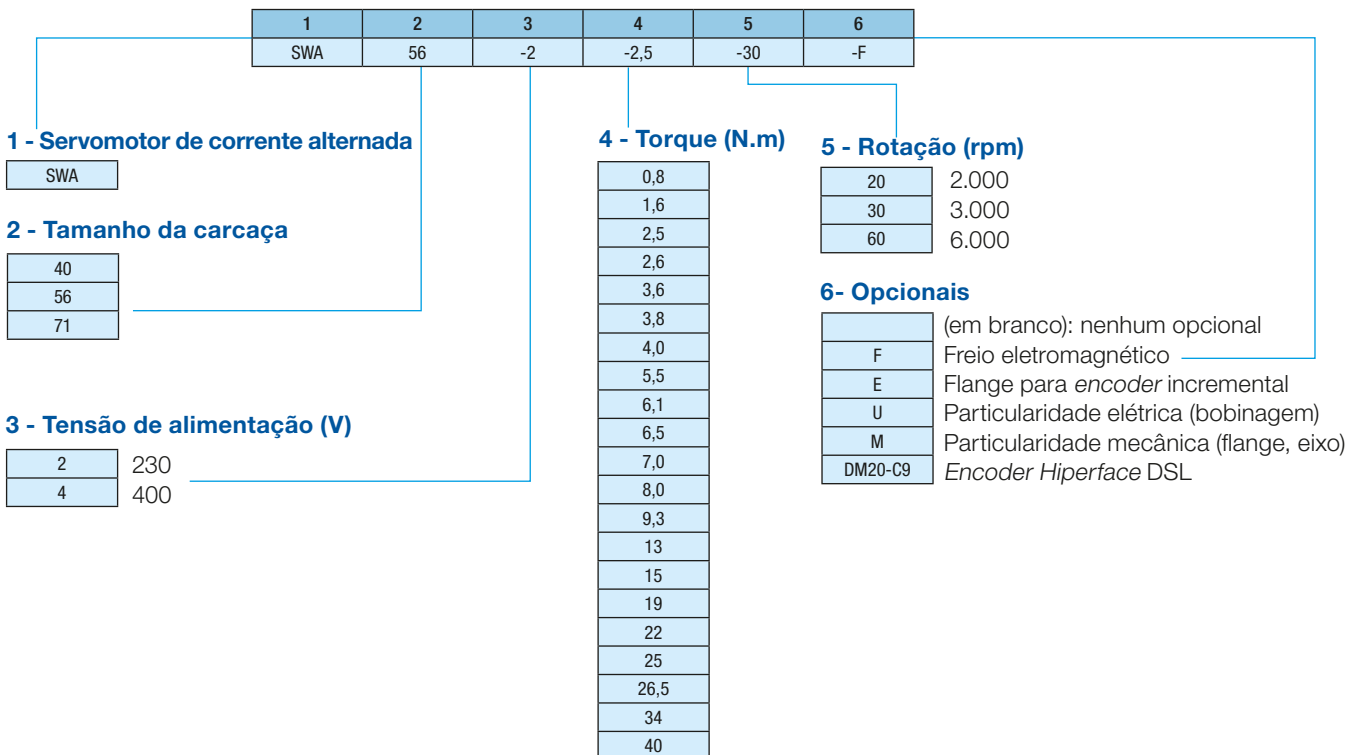 1 2 3 4 5 6
SWA 56 -2 -2,5 -30 -F
1 - Servomotor de corrente alternada
SWA
2 - Tamanho da carcaça
40
56
71
3 - Tensão de alimentação (V)
2 230
4 400
4 - Torque (N.m)
0,8
1,6
2,5
2,6
3,6
3,8
4,0
5,5
6,1
6,5
7,0
8,0
9,3
13
15
19
22
25
26,5
34
40
5 - Rotação (rpm)
20 2.000
30 3.000
60 6.000
6- Opcionais
(em branco): nenhum opcional
F Freio eletromagnético
E Flange para encoder incremental
U Particularidade elétrica (bobinagem)
M Particularidade mecânica (flange, eixo)
DM20-C9 Encoder Hiperface DSL